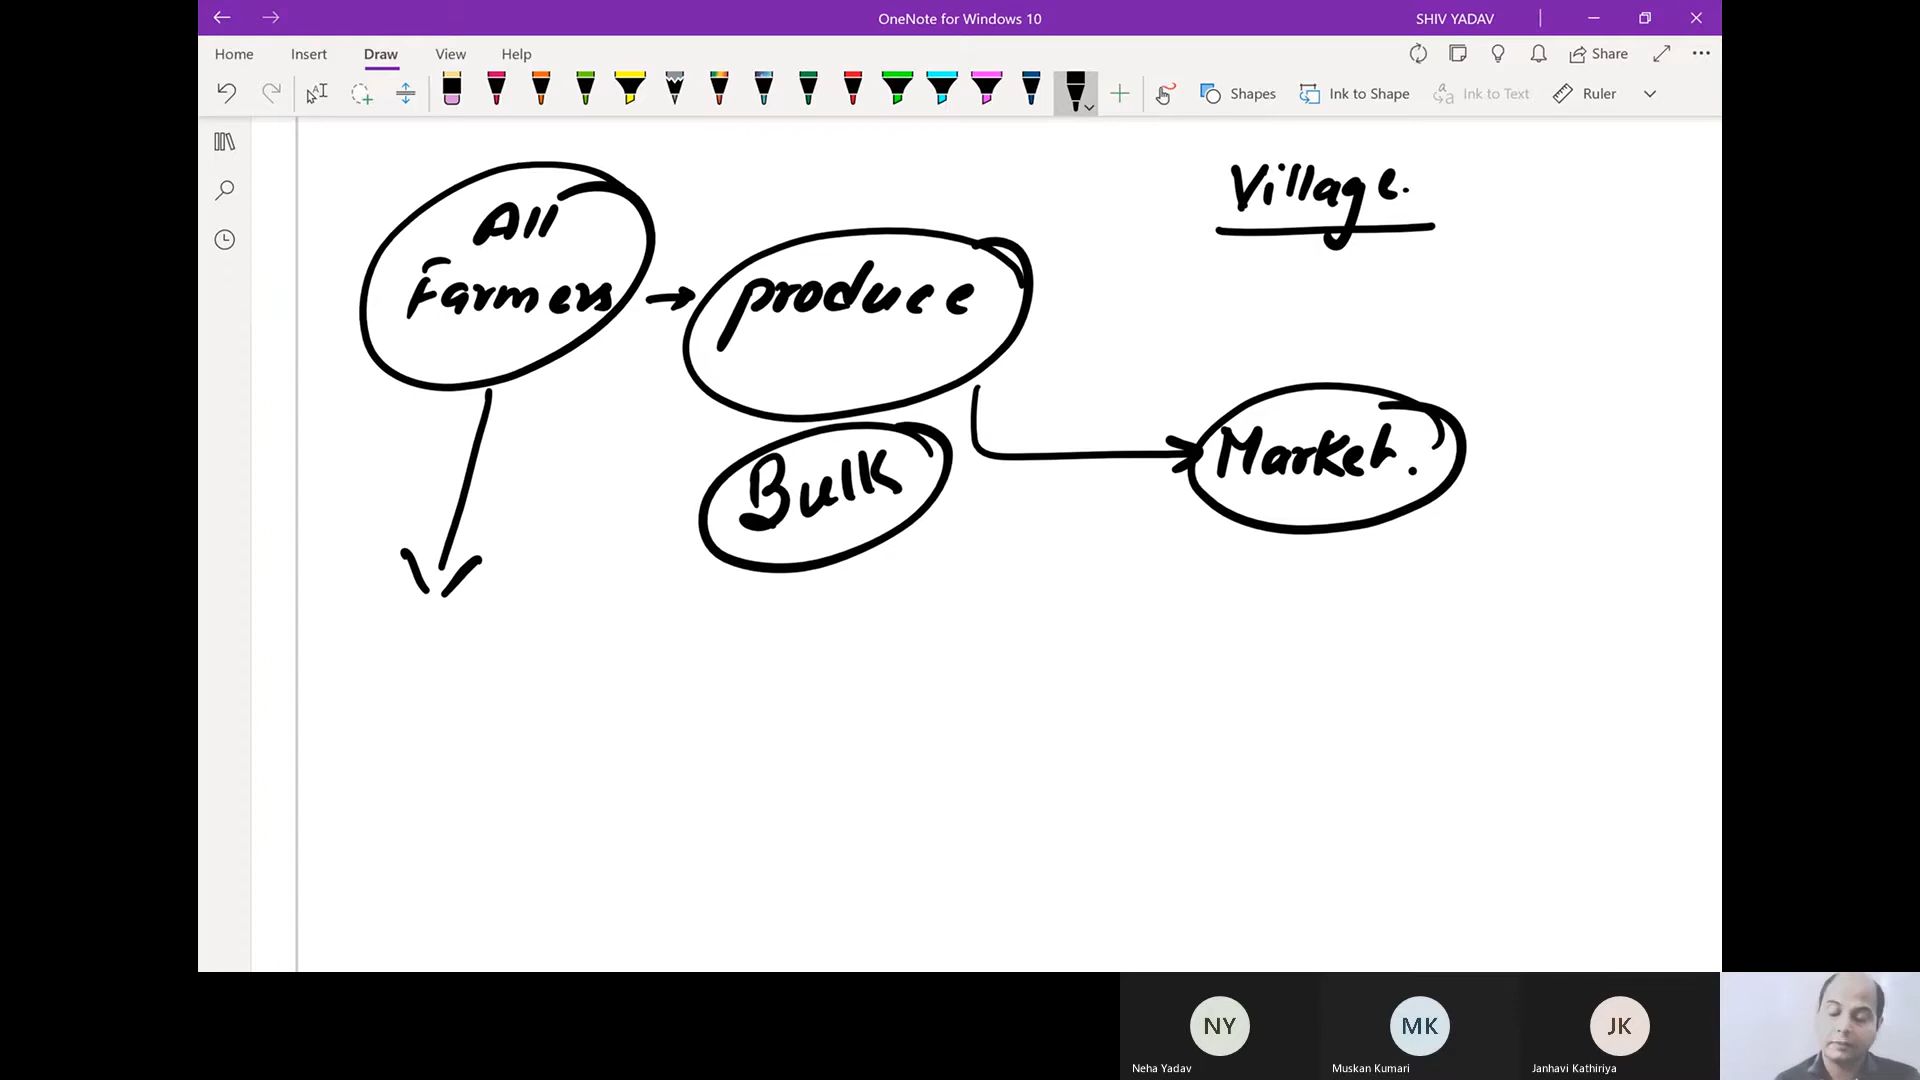 OneNote for Windows 10
SHIV YADAV
Home Insert Draw View Help
Share
Shapes Ink to Shape Ink to Text Ruler
Village.
All
Farmers
produce
Market.
Bulk
NY MK JK
Neha Yadav Muskan Kumari Janhavi Kathiriya